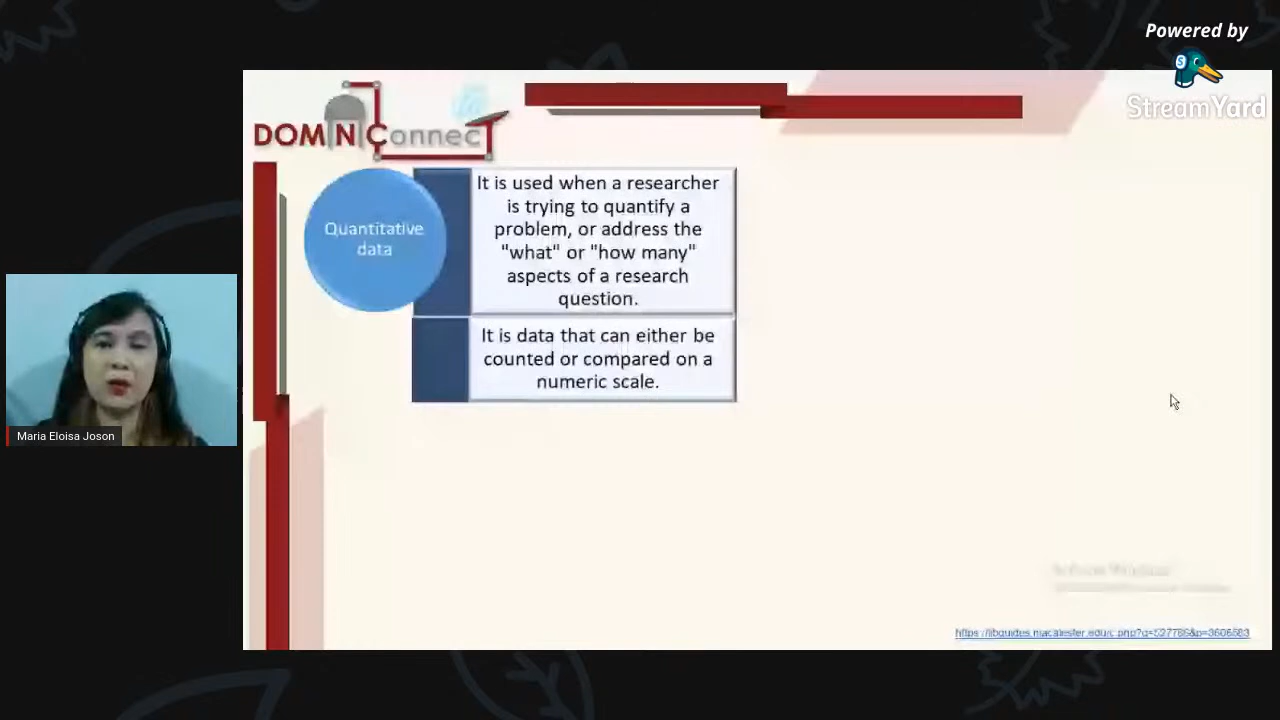 Powered by
StreamYard
DOMINIConnecT
Quantitative
data
It is used when a researcher
is trying to quantify a
problem, or address the
"what" or "how many"
aspects of a research
question.
It is data that can either be
counted or compared on a
numeric scale.
Maria Eloisa Joson